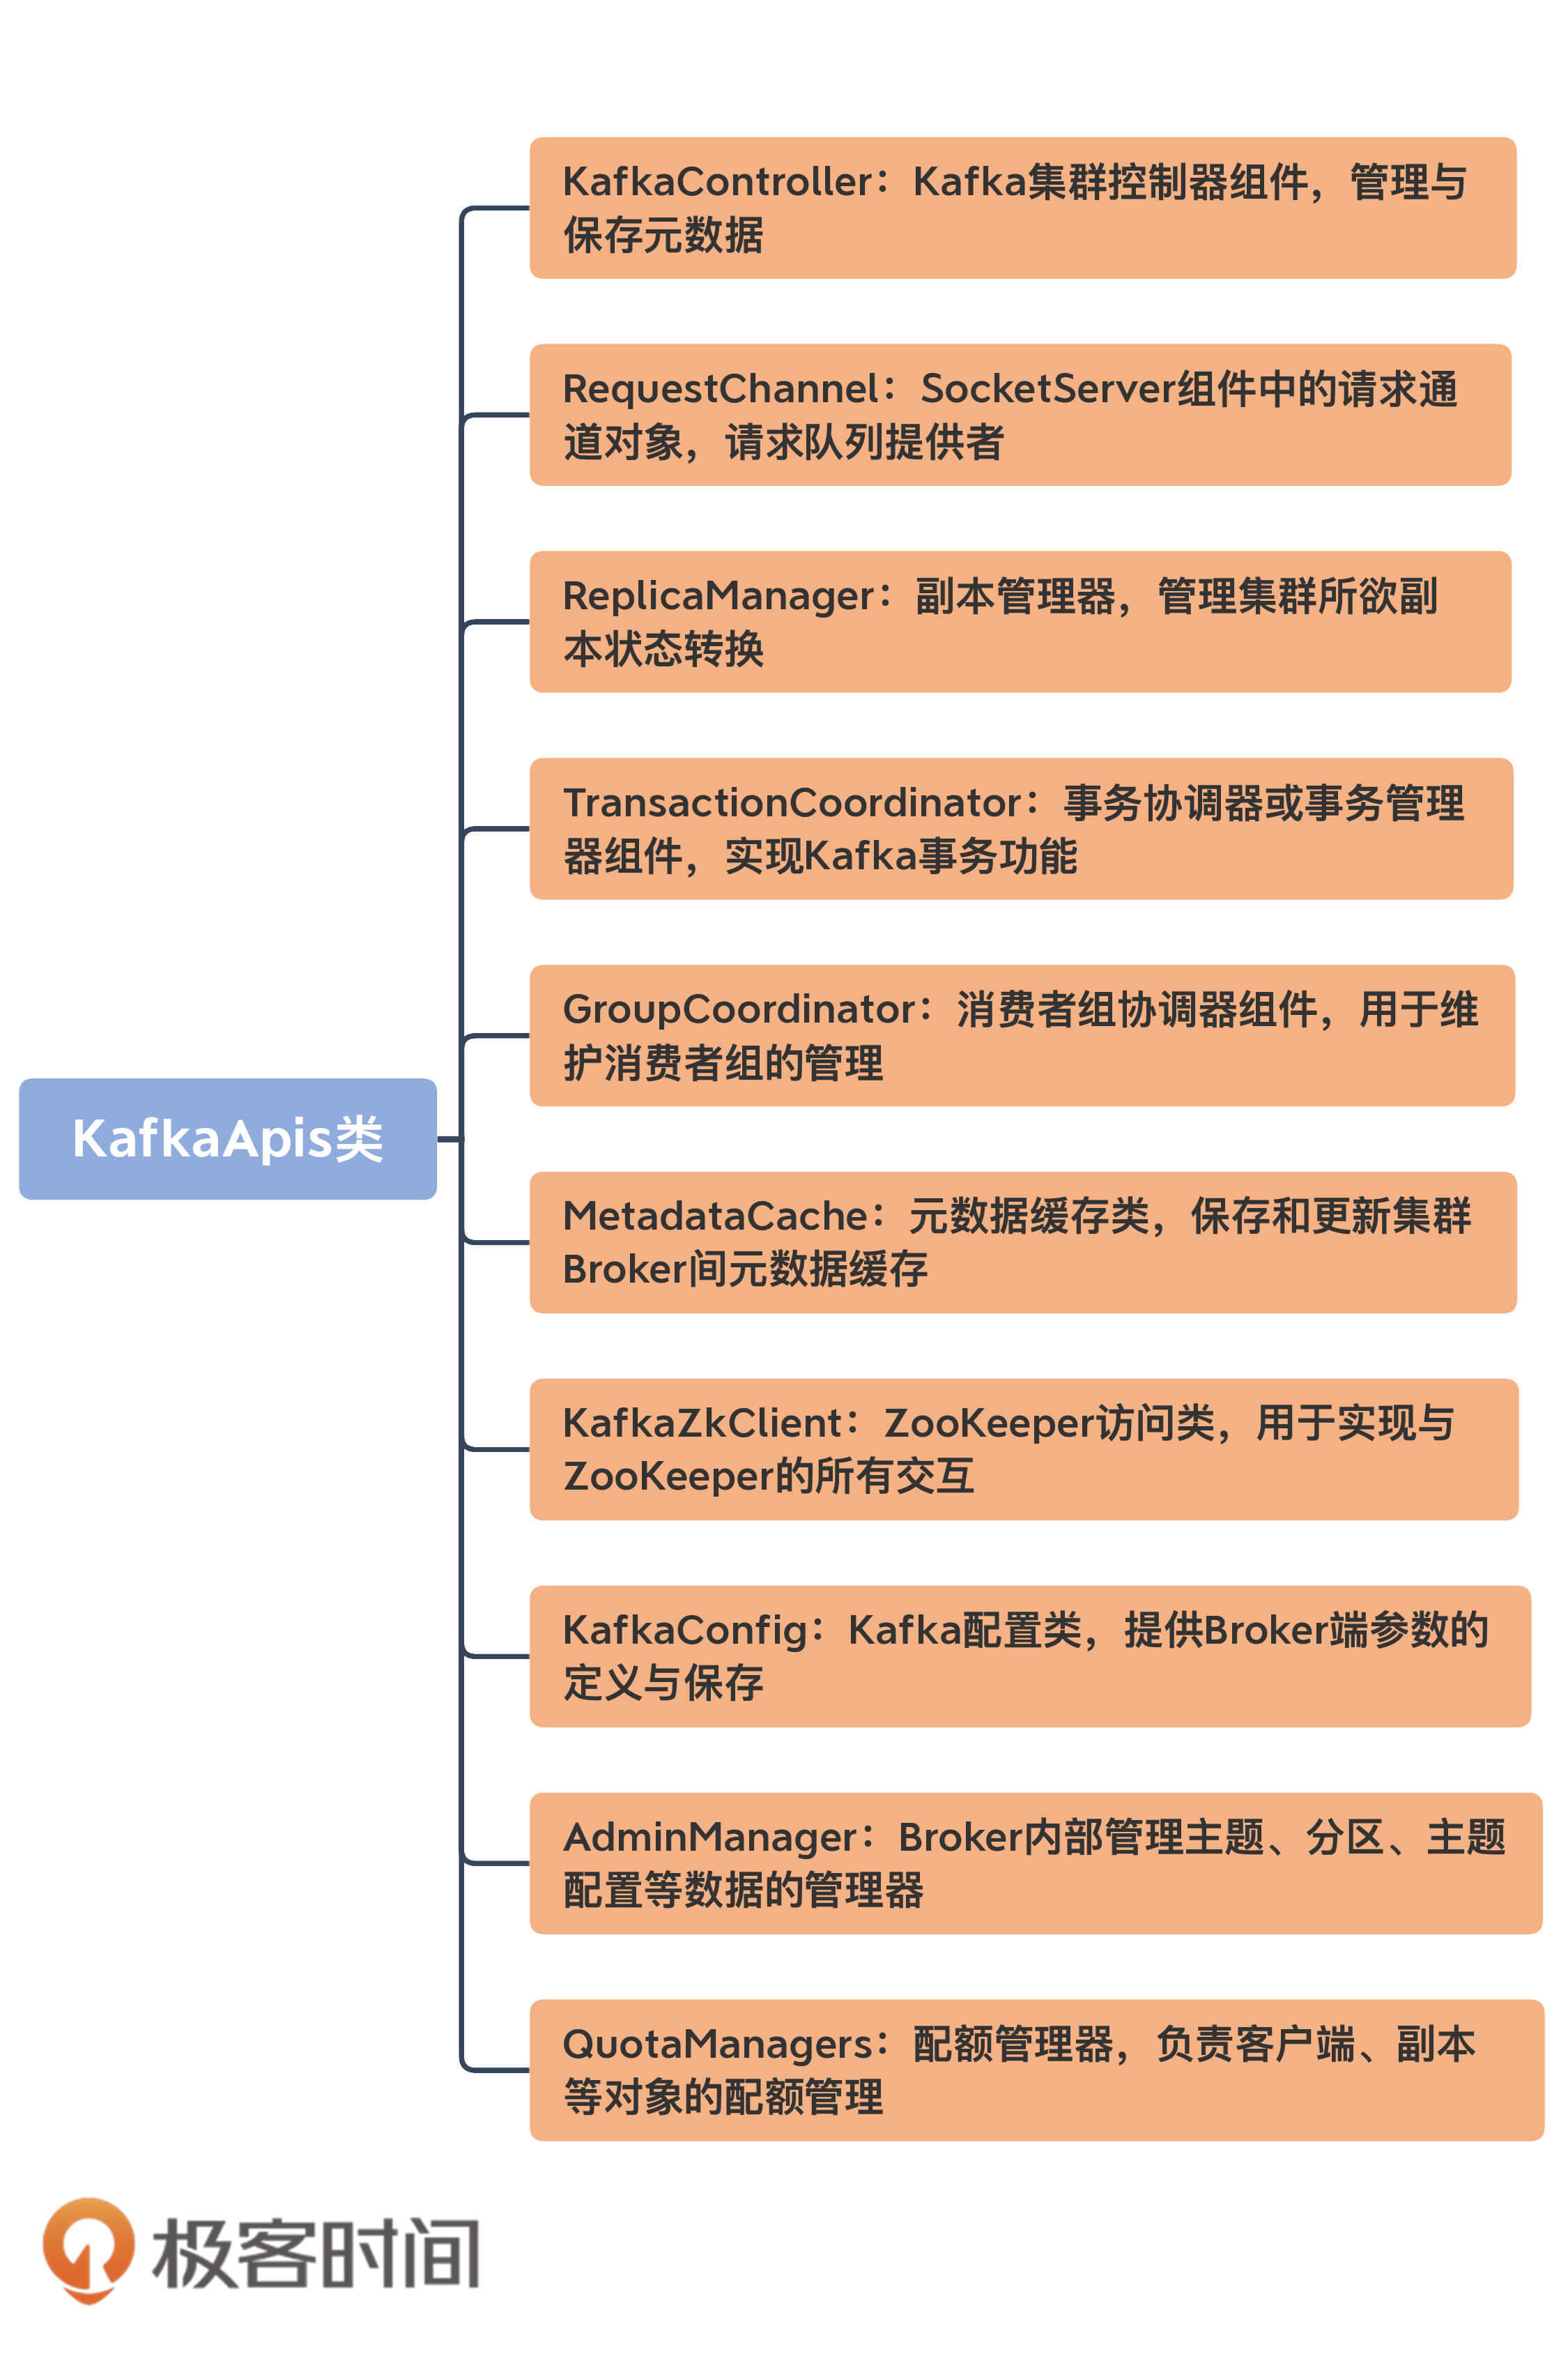 KafkaController：Kafka集群控制器组件，管理与
保存元数据
RequestChannel：SocketServer组件中的请求通
道对象，请求队列提供者
ReplicaManager：副本管理器，管理集群所欲副
本状态转换
TransactionCoordinator：事务协调器或事务管理
器组件，实现Kafka事务功能
GroupCoordinator：消费者组协调器组件，用于维
护消费者组的管理
KafkaApis类
MetadataCache：元数据缓存类，保存和更新集群
Broker间元数据缓存
KafkaZkClient：ZooKeeper访问类，用于实现与
ZooKeeper的所有交互
KafkaConfig：Kafka配置类，提供Broker端参数的
定义与保存
AdminManager：Broker内部管理主题、分区、主题
配置等数据的管理器
QuotaManagers：配额管理器，负责客户端、副本
等对象的配额管理
极客时间